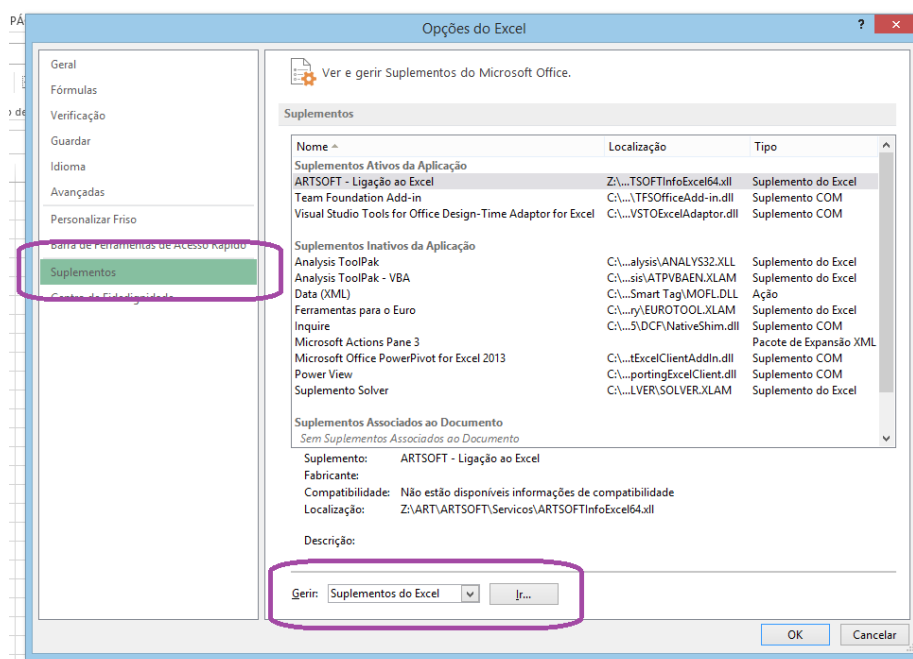 PÁ
Opções do Excel
?
Geral
Fórmulas
Verificação
Guardar
Idioma
Avançadas
Personalizar Friso
Barra de Ferramentas de Acesso Rápido
Suplementos
Centro de Fidedignidade
Ver e gerir Suplementos do Microsoft Office.
Suplementos
Nome Localização Tipo
Suplementos Ativos da Aplicação
ARTSOFT - Ligação ao Excel Z:\...TSOFTInfoExcel64.xll Suplemento do Excel
Team Foundation Add-in C:\...\TFSOfficeAdd-in.dll Suplemento COM
Visual Studio Tools for Office Design-Time Adaptor for Excel C:\...VSTOExcelAdaptor.dll Suplemento COM
Suplementos Inativos da Aplicação
Analysis ToolPak C:\...alysis\ANALYS32.XLL Suplemento do Excel
Analysis ToolPak - VBA C:\...sis\ATPVBAEN.XLAM Suplemento do Excel
Data (XML) C:\...Smart Tag\MOFL.DLL Ação
Ferramentas para o Euro C:\...ry\EUROTOOL.XLAM Suplemento do Excel
Inquire C:\...5\DCF\NativeShim.dll Suplemento COM
Microsoft Actions Pane 3 Pacote de Expansão XML
Microsoft Office PowerPivot for Excel 2013 C:\...tExcelClientAddIn.dll Suplemento COM
Power View C:\...portingExcelClient.dll Suplemento COM
Suplemento Solver C:\...LVER\SOLVER.XLAM Suplemento do Excel
Suplementos Associados ao Documento
Sem Suplementos Associados ao Documento
Suplemento: ARTSOFT - Ligação ao Excel
Fabricante:
Compatibilidade: Não estão disponíveis informações de compatibilidade
Localização: Z:\ART\ARTSOFT\Servicos\ARTSOFTInfoExcel64.xll
Descrição:
Gerir: Suplementos do Excel Ir...
OK Cancelar